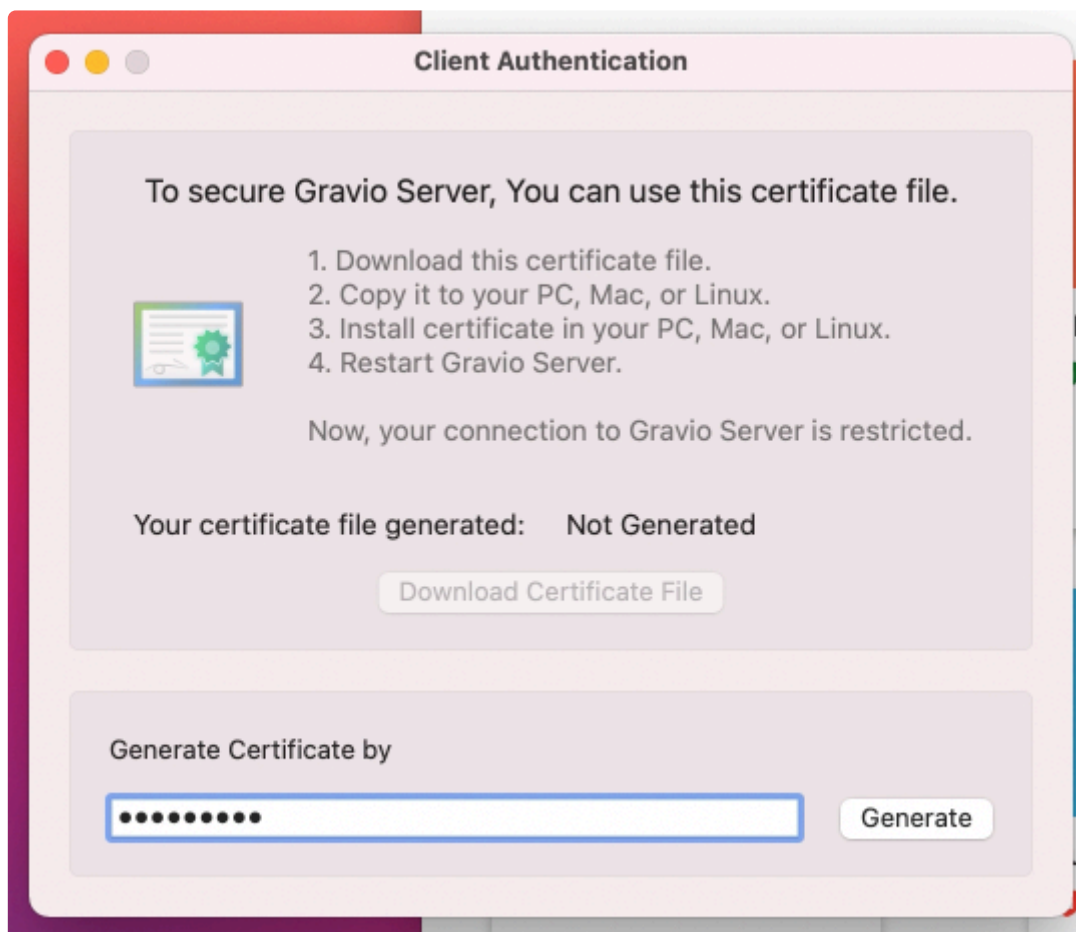 Client Authentication
To secure Gravio Server, You can use this certificate file.
1. Download this certificate file.
2. Copy it to your PC, Mac, or Linux.
3. Install certificate in your PC, Mac, or Linux.
4. Restart Gravio Server.
Now, your connection to Gravio Server is restricted.
Your certificate file generated: Not Generated
Download Certificate File
Generate Certificate by
•••••••••
Generate